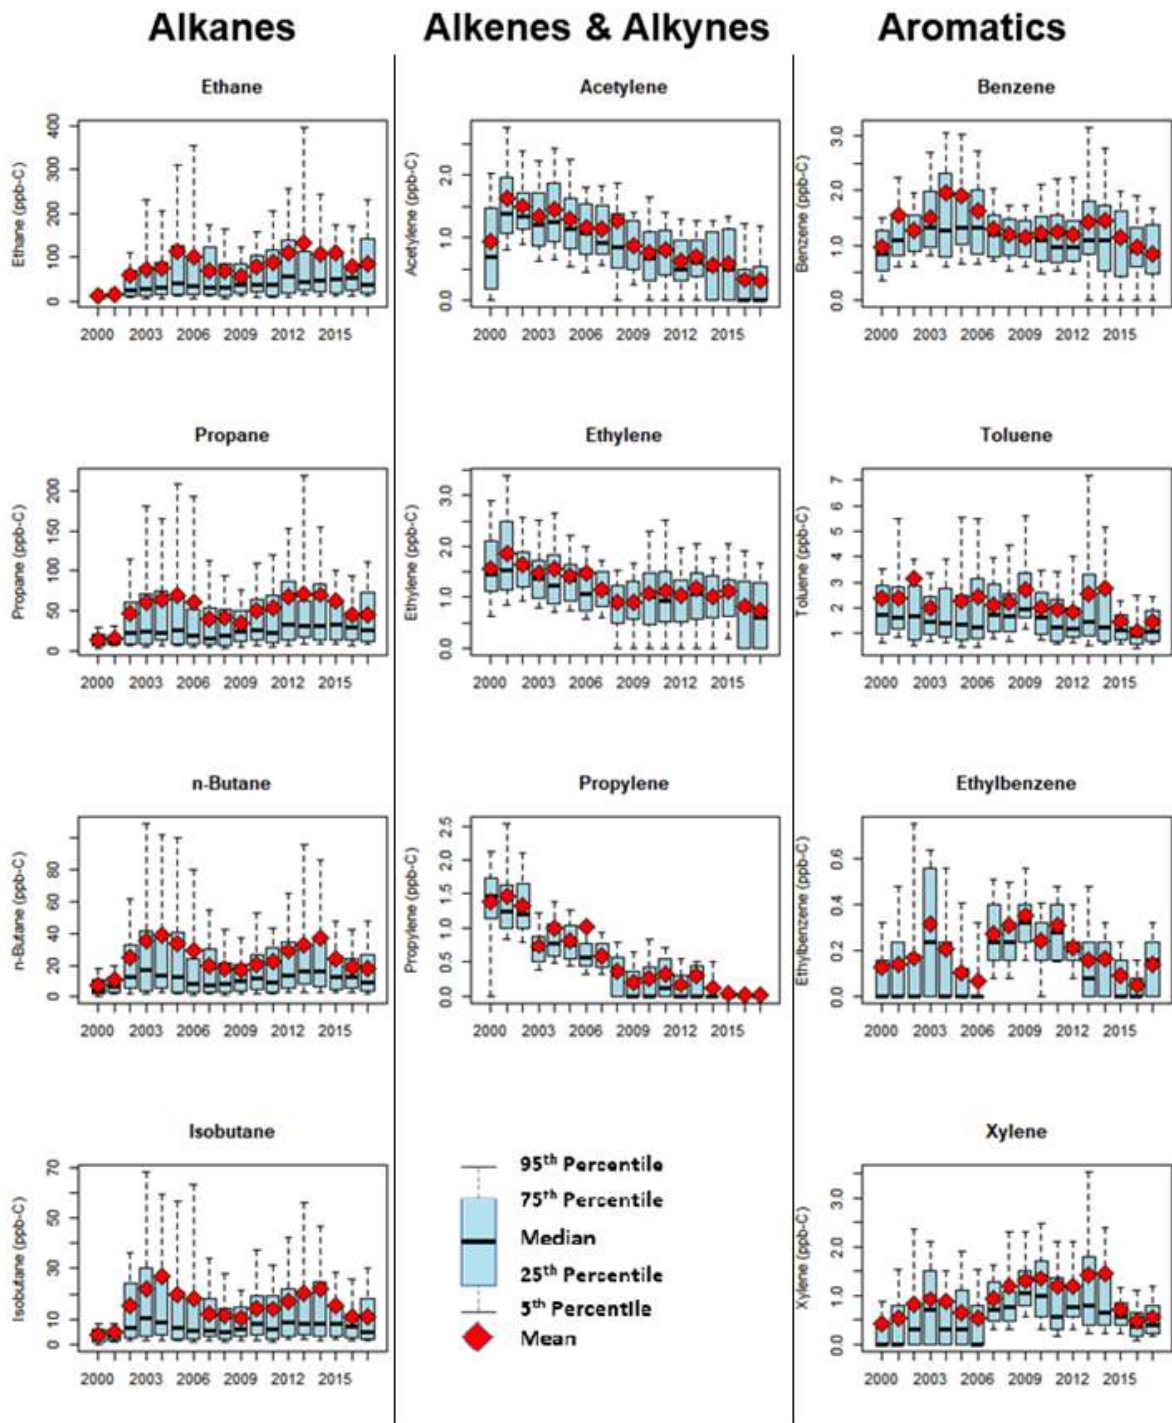 Alkanes
Alkenes & Alkynes
Aromatics
Ethane
Ethane (ppb-C)
400
300
200
100
0
2000 2003 2006 2009 2012 2015
Acetylene
Acetylene (ppb-C)
2.0
1.0
0.0
2000 2003 2006 2009 2012 2015
Benzene
Benzene (ppb-C)
3.0
2.0
1.0
0.0
2000 2003 2006 2009 2012 2015
Propane
Propane (ppb-C)
200
150
100
50
0
2000 2003 2006 2009 2012 2015
Ethylene
Ethylene (ppb-C)
3.0
2.0
1.0
0.0
2000 2003 2006 2009 2012 2015
Toluene
Toluene (ppb-C)
7
6
5
4
3
2
1
2000 2003 2006 2009 2012 2015
n-Butane
n-Butane (ppb-C)
80
60
40
20
0
2000 2003 2006 2009 2012 2015
Propylene
Propylene (ppb-C)
2.5
2.0
1.5
1.0
0.5
0.0
2000 2003 2006 2009 2012 2015
Ethylbenzene
Ethylbenzene (ppb-C)
0.6
0.4
0.2
0.0
2000 2003 2006 2009 2012 2015
Isobutane
Isobutane (ppb-C)
70
50
30
10
0
2000 2003 2006 2009 2012 2015
95th Percentile
75th Percentile
Median
25th Percentile
5th Percentile
Mean
Xylene
Xylene (ppb-C)
3.0
2.0
1.0
0.0
2000 2003 2006 2009 2012 2015